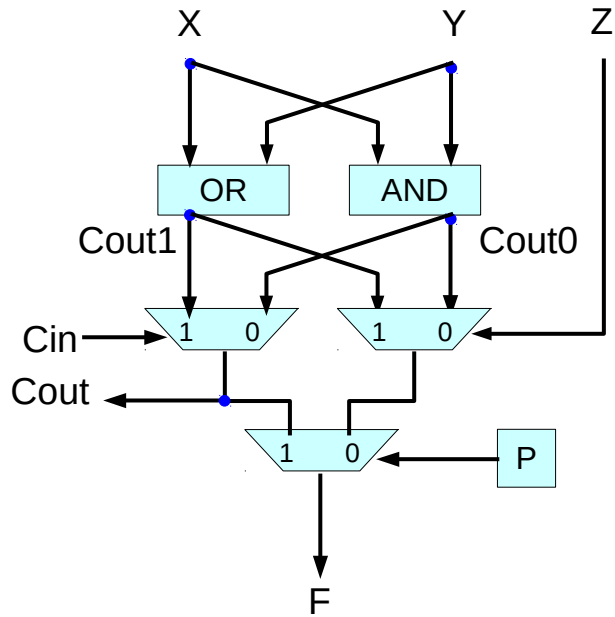 X Y Z
OR AND
Cout1 Cout0
1 0 1 0
Cin
Cout
1 0 P
F